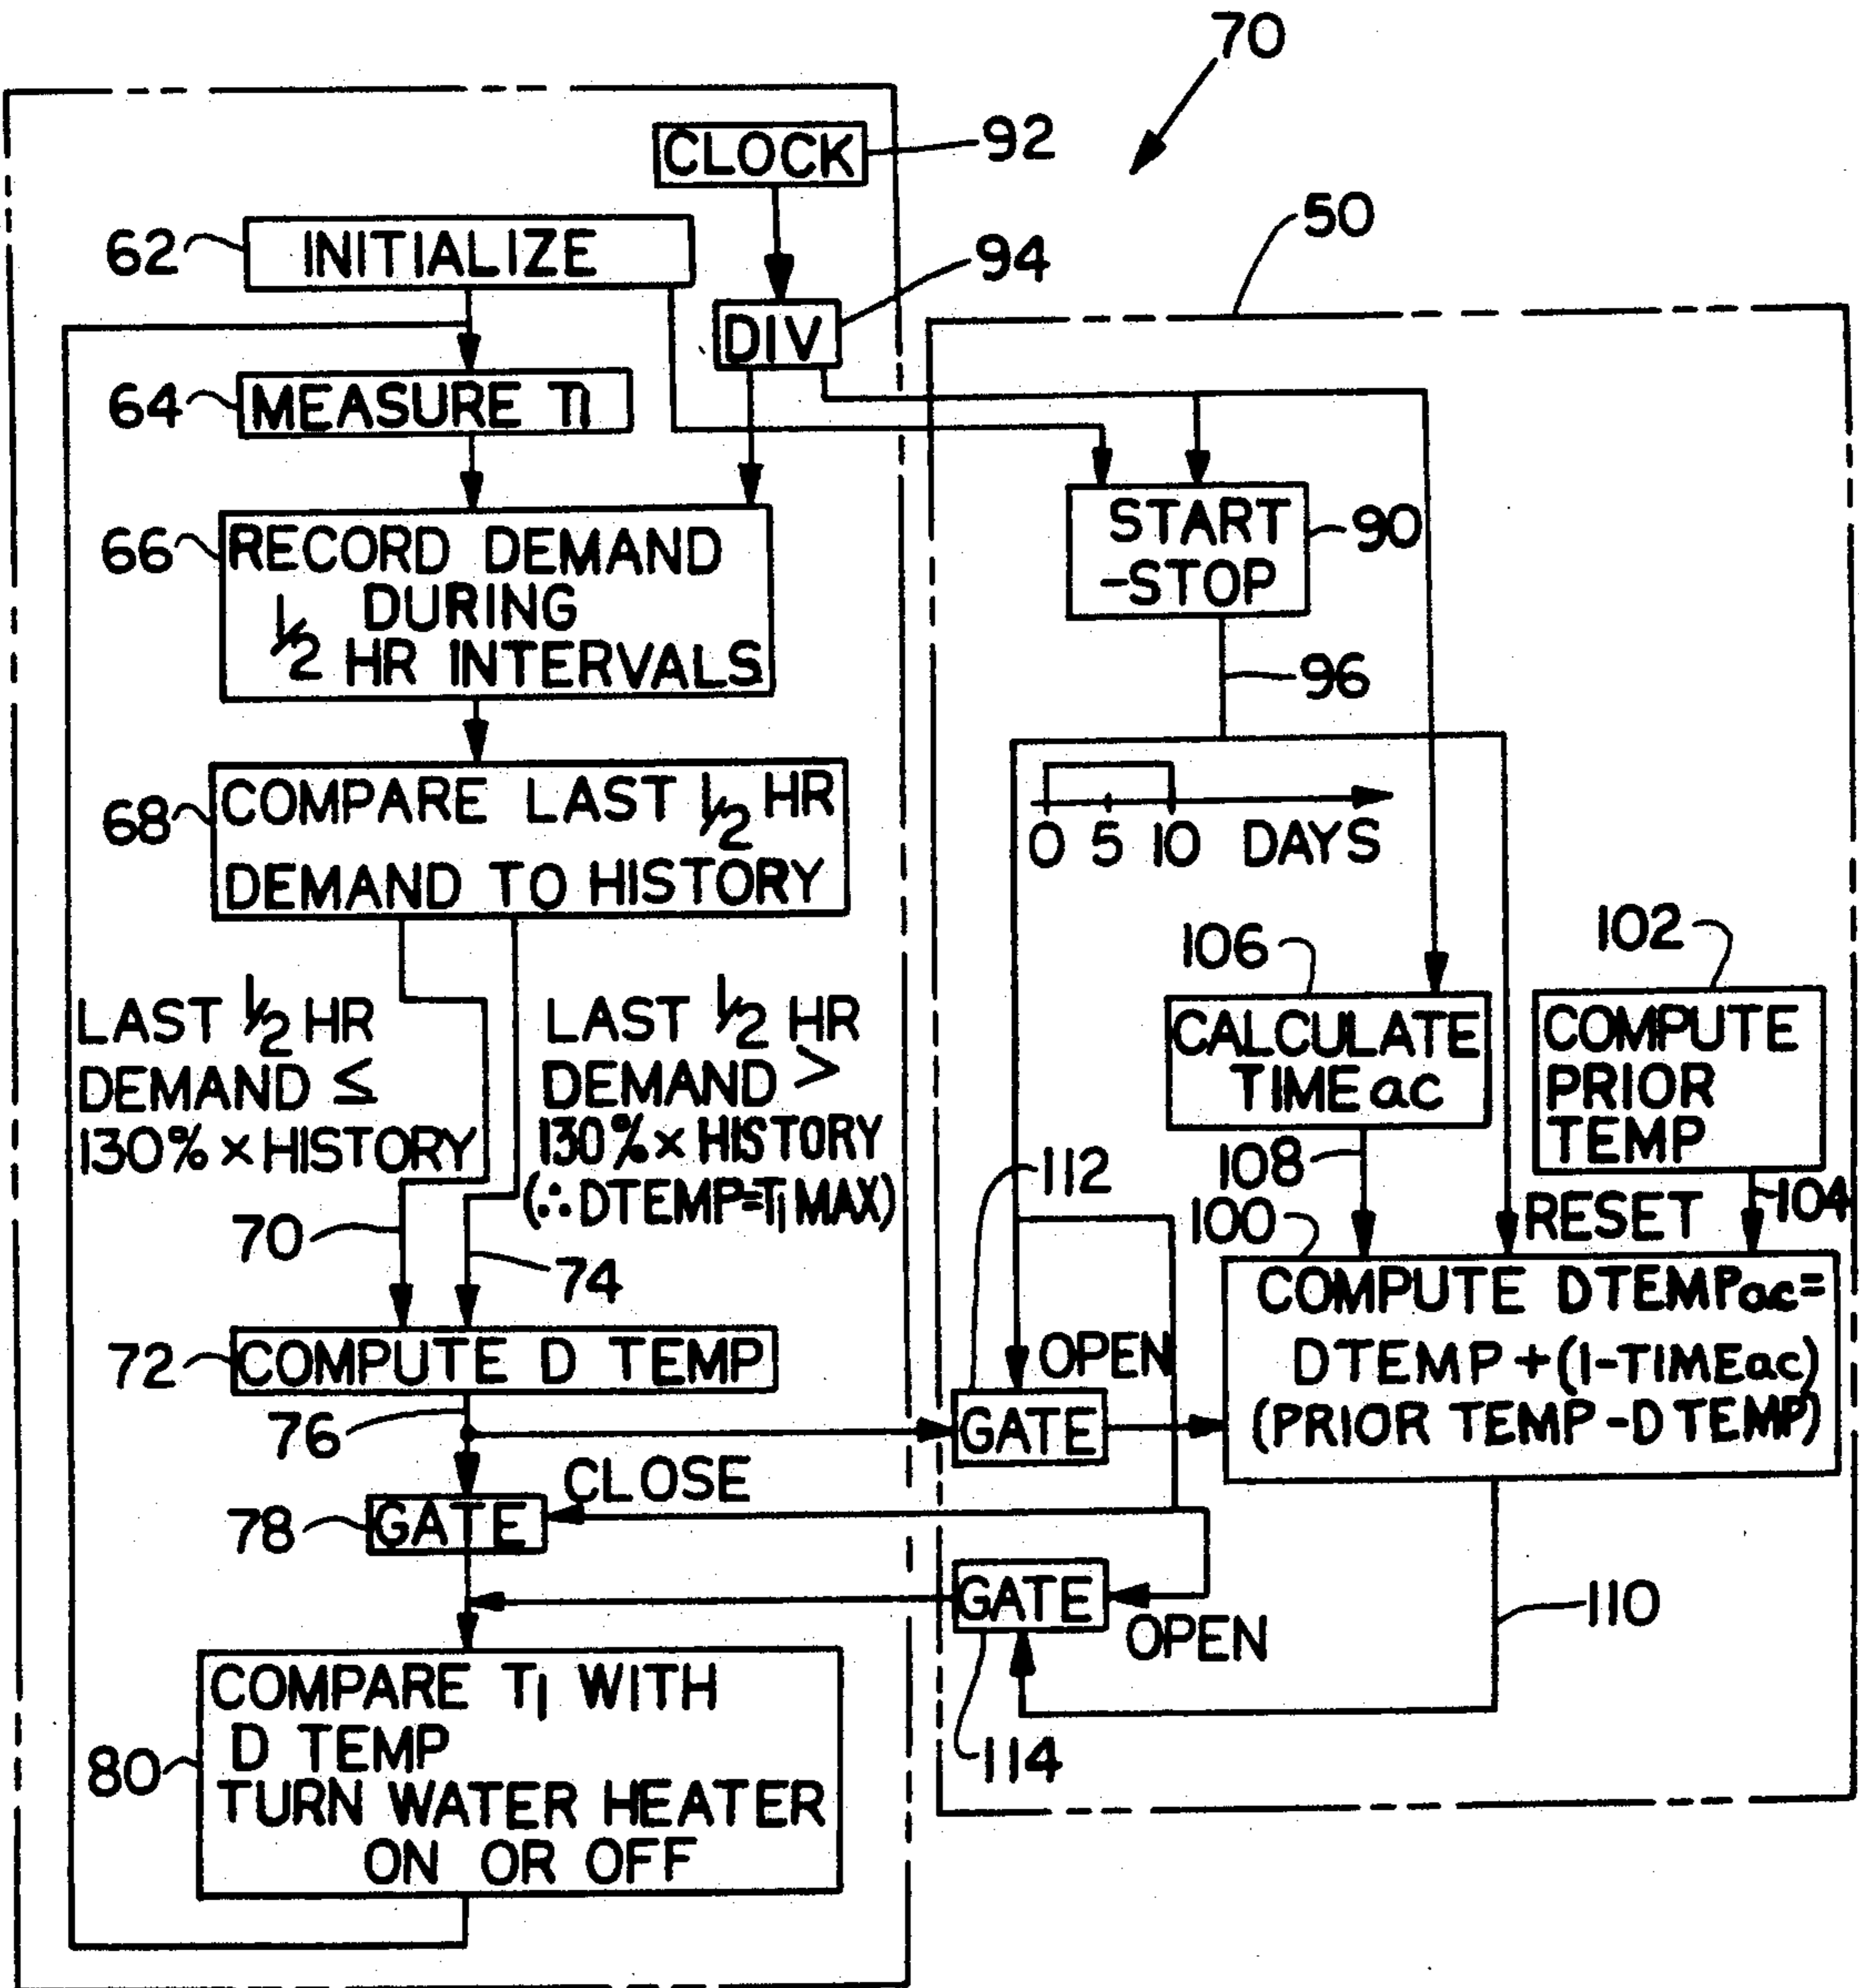 70
CLOCK
92
62
INITIALIZE
50
94
DIV
64
MEASURE T1
66
RECORD DEMAND
DURING
1/2 HR INTERVALS
START
-STOP
90
96
68
COMPARE LAST 1/2 HR
DEMAND TO HISTORY
0 5 10 DAYS
LAST 1/2 HR
DEMAND ≤
130% × HISTORY
LAST 1/2 HR
DEMAND >
130% × HISTORY
(∴ DTEMP=T1 MAX)
106
CALCULATE
TIME ac
102
COMPUTE
PRIOR
TEMP
108
112
70
74
100
RESET
104
72
COMPUTE D TEMP
OPEN
COMPUTE DTEMPac=
DTEMP+(1-TIMEac)
(PRIOR TEMP-D TEMP)
76
GATE
CLOSE
78
GATE
GATE
OPEN
110
114
80
COMPARE T1 WITH
D TEMP
TURN WATER HEATER
ON OR OFF